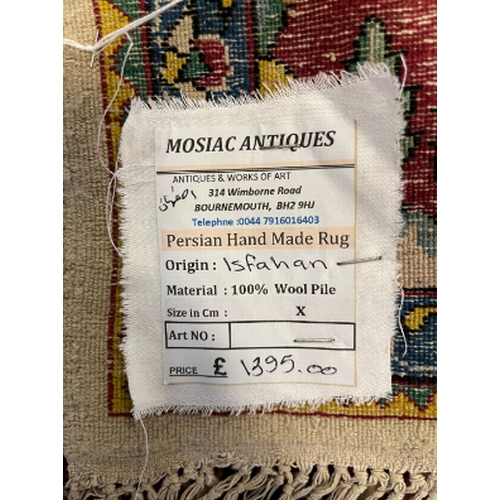 MOSIAC ANTIQUES
ANTIQUES & WORKS OF ART
314 Wimborne Road
BOURNEMOUTH, BH2 9HJ
Telephne :0044 7916016403
Persian Hand Made Rug
Origin : Isfahan
Material : 100% Wool Pile
Size in Cm : X
Art NO :
PRICE £ 1395.00